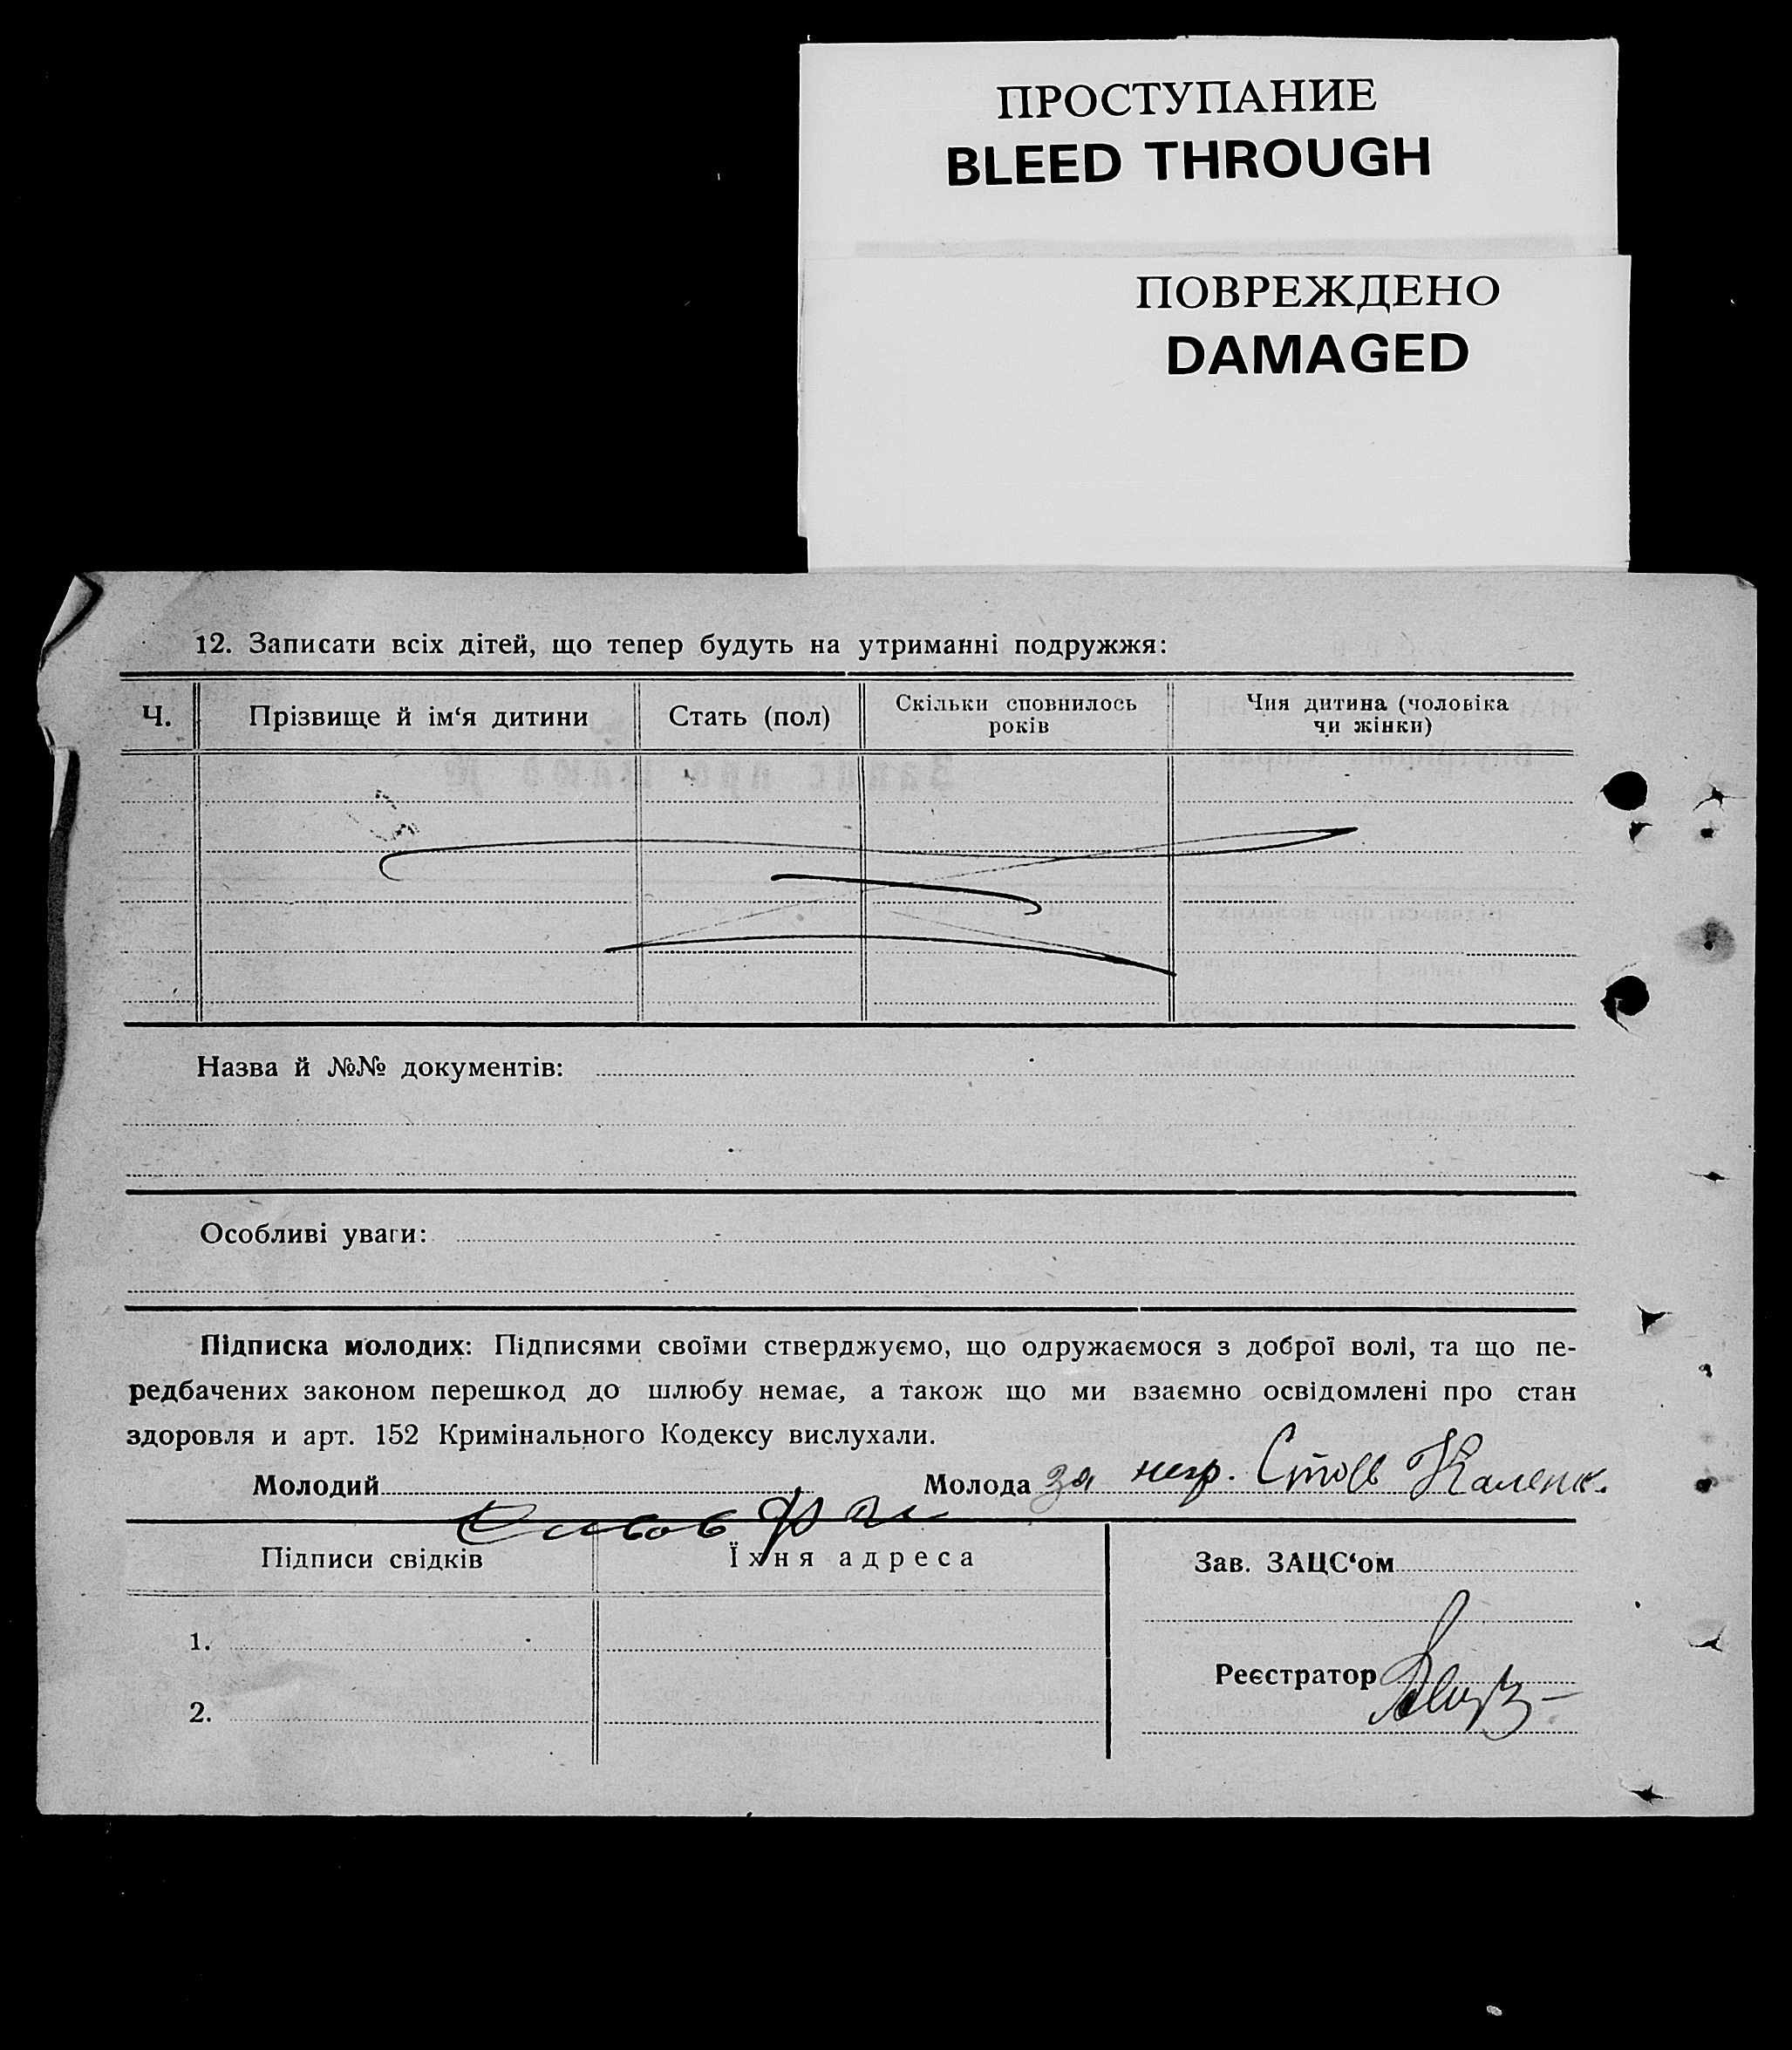 ПРОСТУПАНИЕ
BLEED THROUGH
ПОВРЕЖДЕНО
DAMAGED
12. Записати всіх дітей, що тепер будуть на утриманні подружжя:
Ч.
Прізвище й ім‘я дитини
Стать (пол)
Скільки сповнилось
років
Чия дитина (чоловіка
чи жінки)
Назва й №№ документів:
Особливі уваги:
Підписка молодих: Підписями своїми стверджуємо, що одружаємося з доброї волі, та що пе-
редбачених законом перешкод до шлюбу немає, а також що ми взаємно освідомлені про стан
здоровля и арт. 152 Кримінального Кодексу вислухали.
Молодий
Молода за негр.
Підписи свідків
Їхня адреса
Зав. ЗАЦС‘ом
1.
Реєстратор
2.